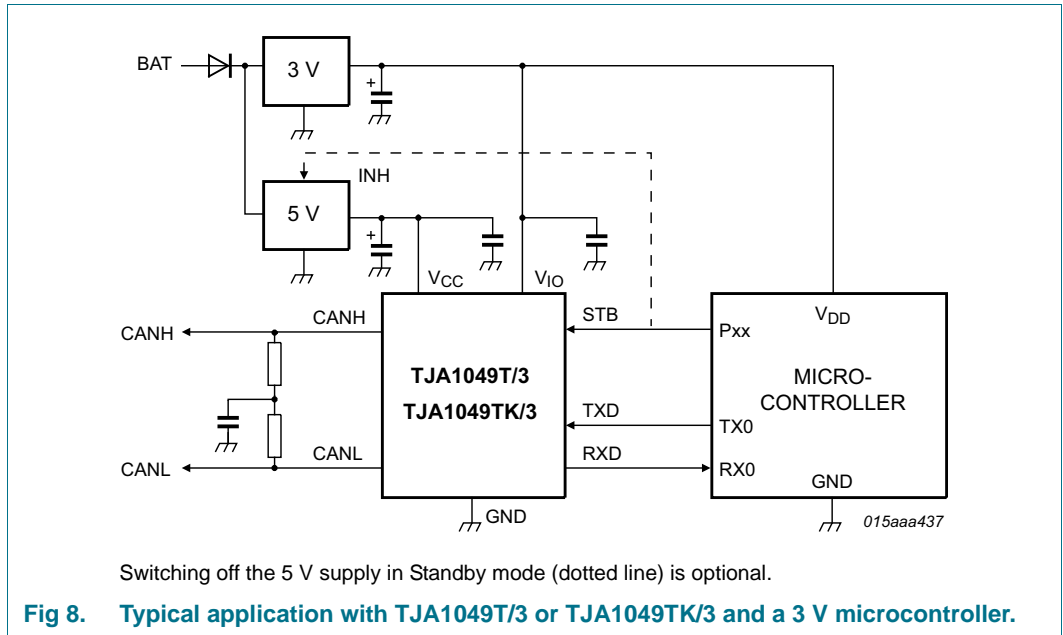 BAT
3 V
+
INH
5 V
+
VCC
VIO
CANH
CANH
STB
Pxx
VDD
TJA1049T/3
TJA1049TK/3
MICRO-
CONTROLLER
TXD
TX0
CANL
CANL
RXD
RX0
GND
GND
015aaa437
Switching off the 5 V supply in Standby mode (dotted line) is optional.
Fig 8. Typical application with TJA1049T/3 or TJA1049TK/3 and a 3 V microcontroller.